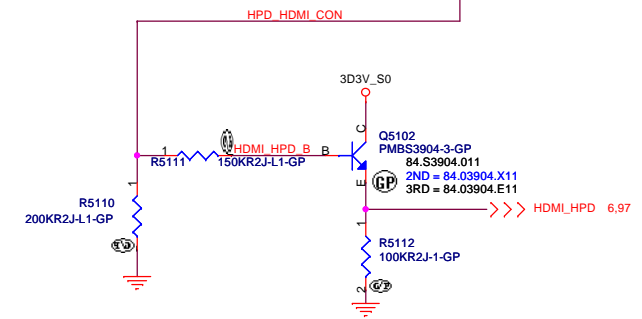 HPD_HDMI_CON
3D3V_S0
C
Q5102
PMBS3904-3-GP
84.S3904.011
2ND = 84.03904.X11
3RD = 84.03904.E11
1
R5111
HDMI_HPD_B
150KR2J-L1-GP
B
E
GP
1
R5110
200KR2J-L1-GP
HDMI_HPD 6,97
1
R5112
100KR2J-1-GP
2